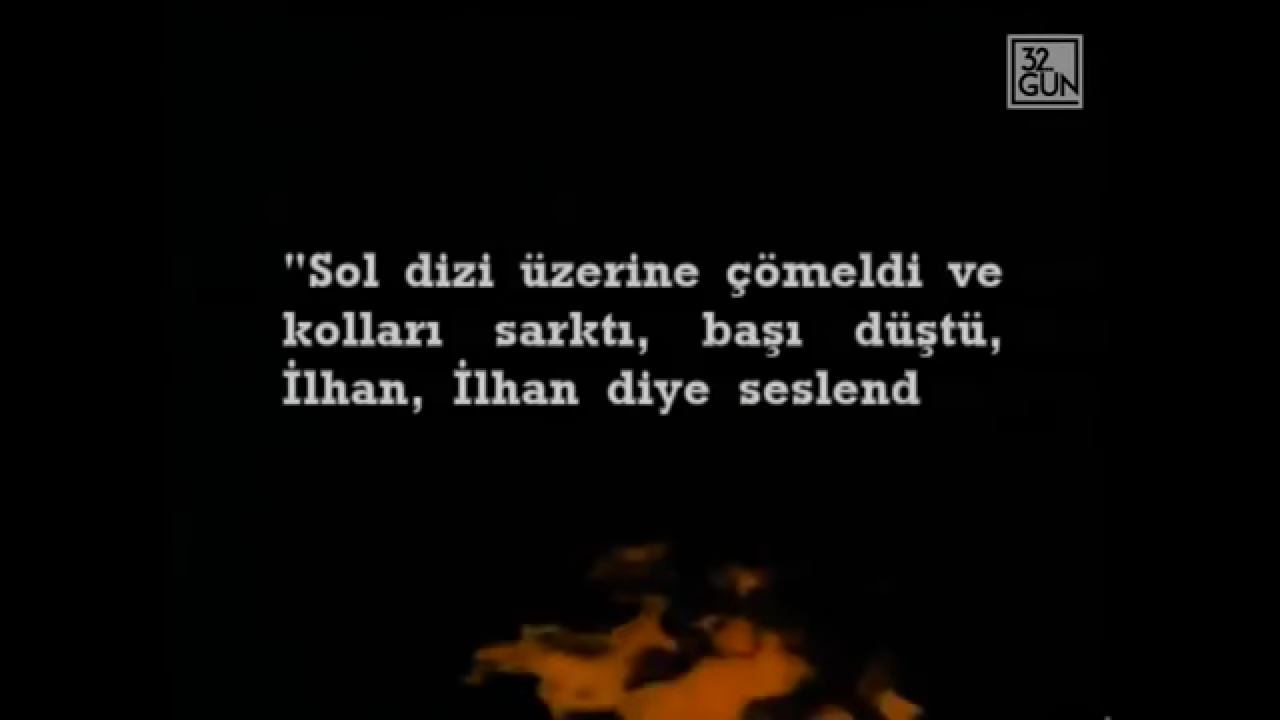 32.
GÜN
"Sol dizi üzerine çömeldi ve
kolları sarktı, başı düştü,
İlhan, İlhan diye seslend